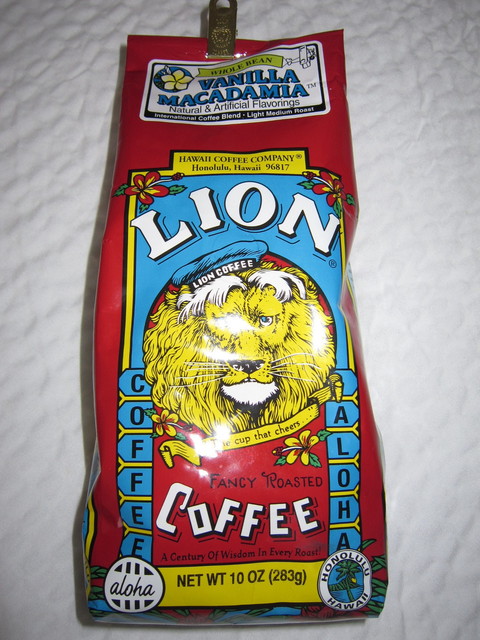 WHOLE BEAN
VANILLA
MACADAMIA™
Natural & Artificial Flavorings
International Coffee Blend · Light Medium Roast
HAWAII COFFEE COMPANY®
Honolulu, Hawaii 96817
LION®
LION COFFEE
The cup that cheers
COFFEE
ALOHA
FANCY ROASTED
COFFEE
A Century Of Wisdom In Every Roast!
NET WT 10 OZ (283g)
aloha
HONOLULU
HAWAII